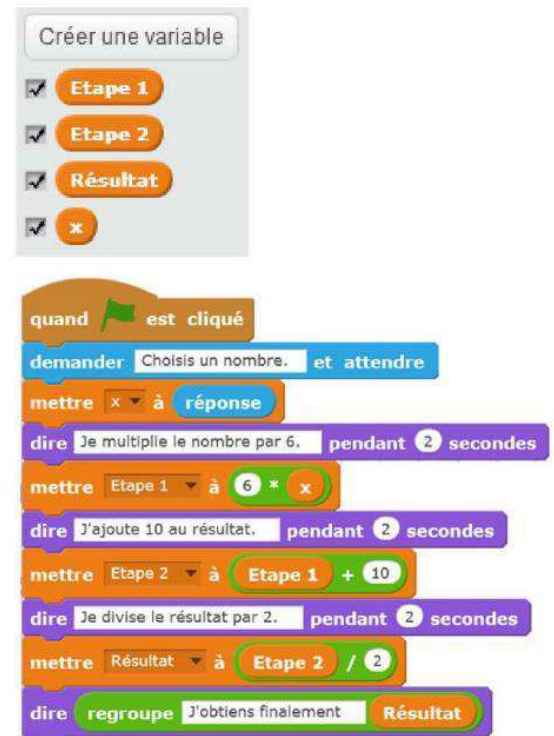 Créer une variable
Etape 1
Etape 2
Résultat
x
quand est cliqué
demander Choisis un nombre. et attendre
mettre x à réponse
dire Je multiplie le nombre par 6. pendant 2 secondes
mettre Etape 1 à 6 * x
dire J'ajoute 10 au résultat. pendant 2 secondes
mettre Etape 2 à Etape 1 + 10
dire Je divise le résultat par 2. pendant 2 secondes
mettre Résultat à Etape 2 / 2
dire regroupe J'obtiens finalement Résultat